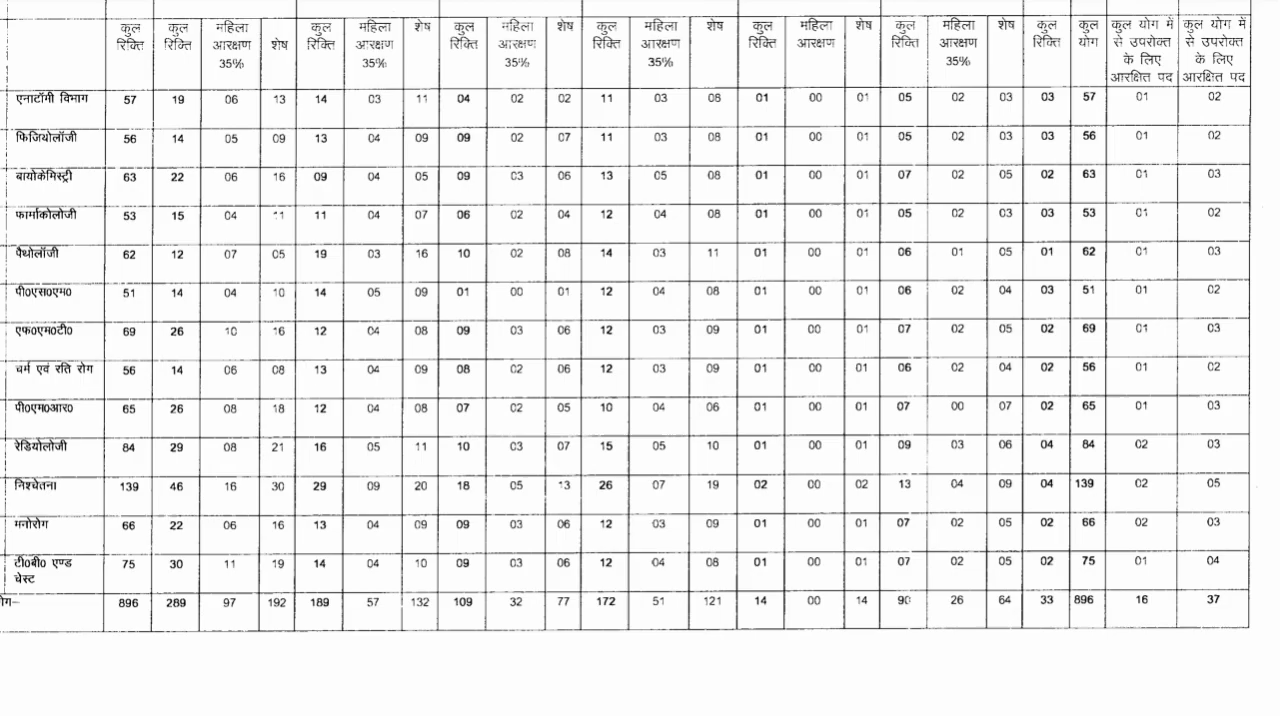 कुल रिक्ति कुल रिक्ति महिला आरक्षण 35% शेष कुल रिक्ति महिला आरक्षण 35% शेष कुल रिक्ति महिला आरक्षण 35% शेष कुल रिक्ति महिला आरक्षण 35% शेष कुल रिक्ति महिला आरक्षण शेष कुल रिक्ति महिला आरक्षण 35% शेष कुल रिक्ति कुल योग कुल योग में से उपरोक्त के लिए आरक्षित पद कुल योग में से उपरोक्त के लिए आरक्षित पद
एनाटॉमी विभाग 57 19 06 13 14 03 11 04 02 02 11 03 08 01 00 01 05 02 03 03 57 01 02
फिजियोलॉजी 56 14 05 09 13 04 09 09 02 07 11 03 08 01 00 01 05 02 03 03 56 01 02
बायोकेमिस्ट्री 63 22 06 16 09 04 05 09 03 06 13 05 08 01 00 01 07 02 05 02 63 01 03
फार्माकोलोजी 53 15 04 11 11 04 07 06 02 04 12 04 08 01 00 01 05 02 03 03 53 01 02
पैथोलॉजी 62 12 07 05 19 03 16 10 02 08 14 03 11 01 00 01 06 01 05 01 62 01 03
पी०एस०एम० 51 14 04 10 14 05 09 01 00 01 12 04 08 01 00 01 06 02 04 03 51 01 02
एफ०एम०टी० 69 26 10 16 12 04 08 09 03 06 12 03 09 01 00 01 07 02 05 02 69 01 03
चर्म एवं रति रोग 56 14 06 08 13 04 09 08 02 06 12 03 09 01 00 01 06 02 04 02 56 01 02
पी०एम०आर० 65 26 08 18 12 04 08 07 02 05 10 04 06 01 00 01 07 00 07 02 65 01 03
रेडियोलोजी 84 29 08 21 16 05 11 10 03 07 15 05 10 01 00 01 09 03 06 04 84 02 03
निश्चेतना 139 46 16 30 29 09 20 18 05 13 26 07 19 02 00 02 13 04 09 04 139 02 05
मनोरोग 66 22 06 16 13 04 09 09 03 06 12 03 09 01 00 01 07 02 05 02 66 02 03
टी०बी० एण्ड चेस्ट 75 30 11 19 14 04 10 09 03 06 12 04 08 01 00 01 07 02 05 02 75 01 04
896 289 97 192 189 57 132 109 32 77 172 51 121 14 00 14 90 26 64 33 896 16 37